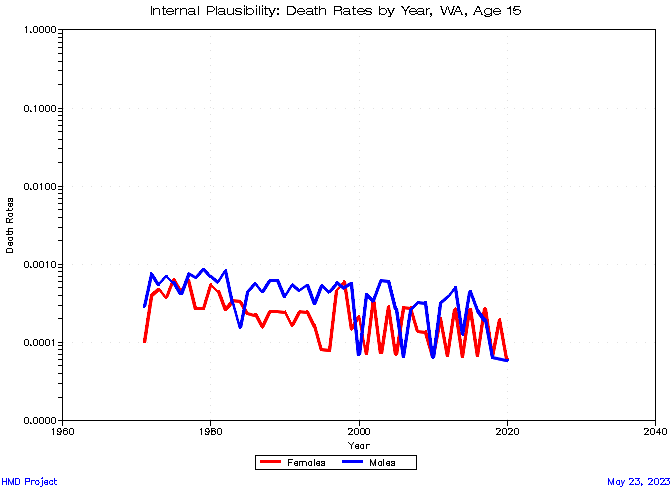 Internal Plausibility: Death Rates by Year, WA, Age 15
1.0000
0.1000
0.0100
0.0010
0.0001
0.0000
Death Rates
1960
1980
2000
2020
2040
Year
Females
Males
HMD Project
May 23, 2023